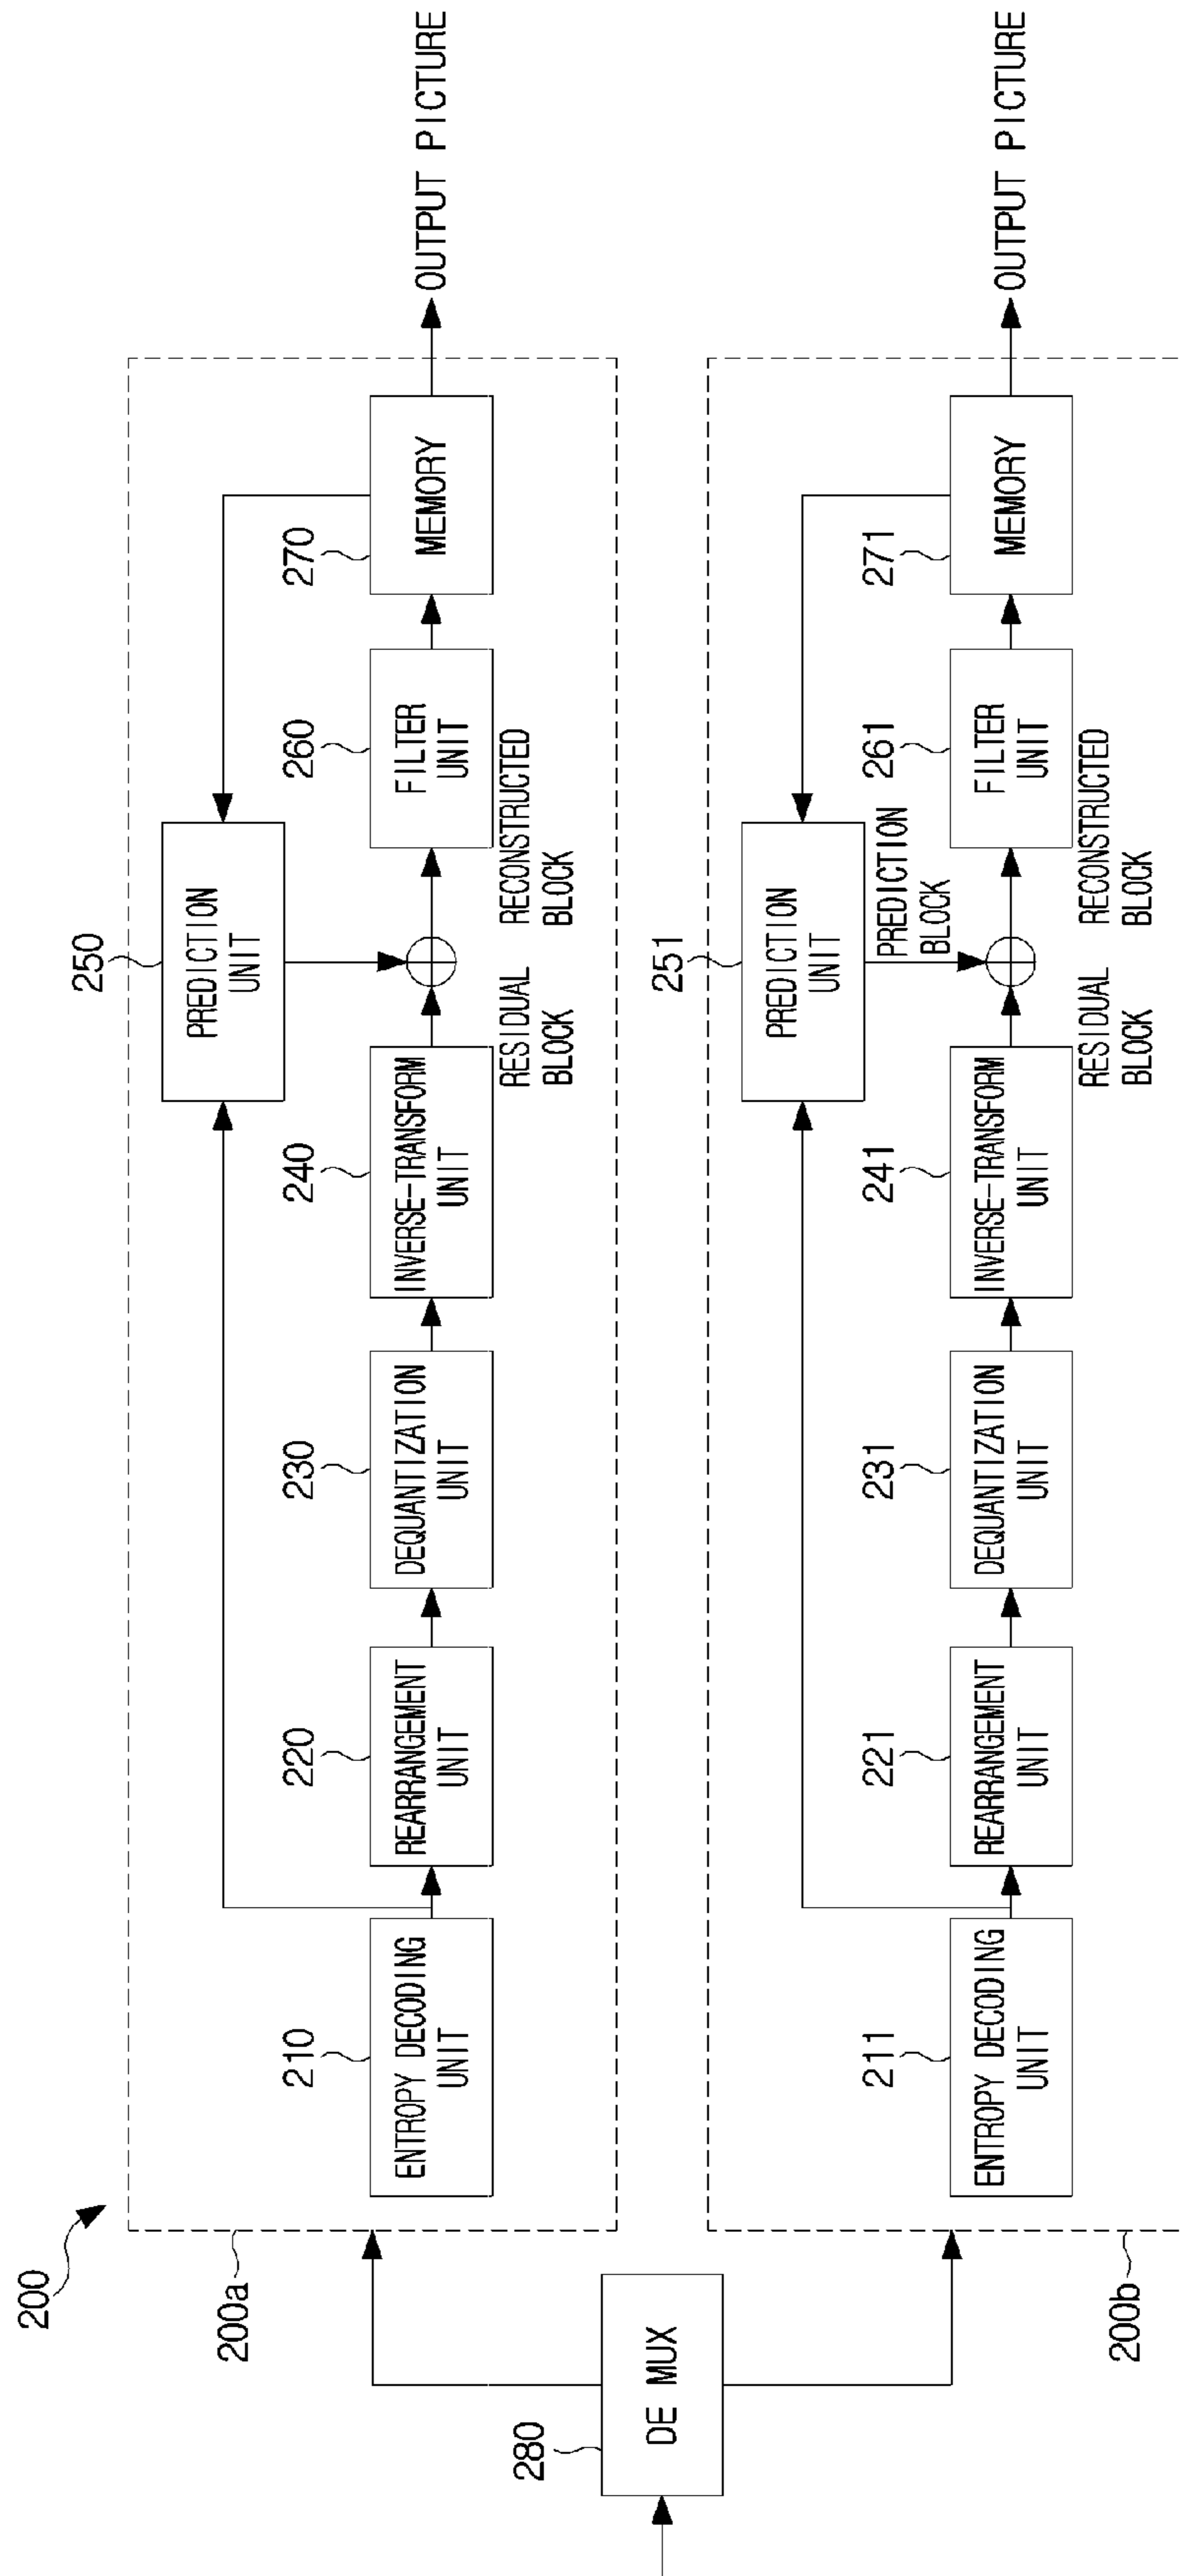 200
200a
250
PREDICTION
UNIT
210
220
230
240
260
270
ENTROPY DECODING
UNIT
REARRANGEMENT
UNIT
DEQUANTIZATION
UNIT
INVERSE-TRANSFORM
UNIT
FILTER
UNIT
MEMORY
OUTPUT PICTURE
RESIDUAL
BLOCK
RECONSTRUCTED
BLOCK
280
DE MUX
251
PREDICTION
UNIT
PREDICTION
BLOCK
211
221
231
241
261
271
ENTROPY DECODING
UNIT
REARRANGEMENT
UNIT
DEQUANTIZATION
UNIT
INVERSE-TRANSFORM
UNIT
FILTER
UNIT
MEMORY
OUTPUT PICTURE
RESIDUAL
BLOCK
RECONSTRUCTED
BLOCK
200b